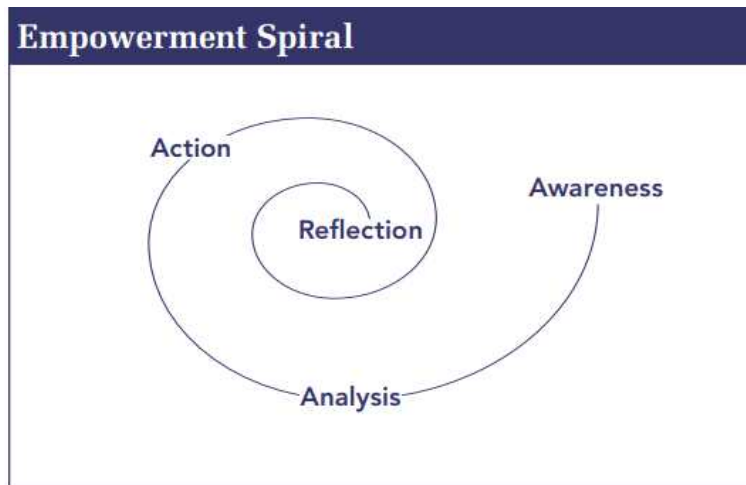 Empowerment Spiral
Action
Awareness
Reflection
Analysis